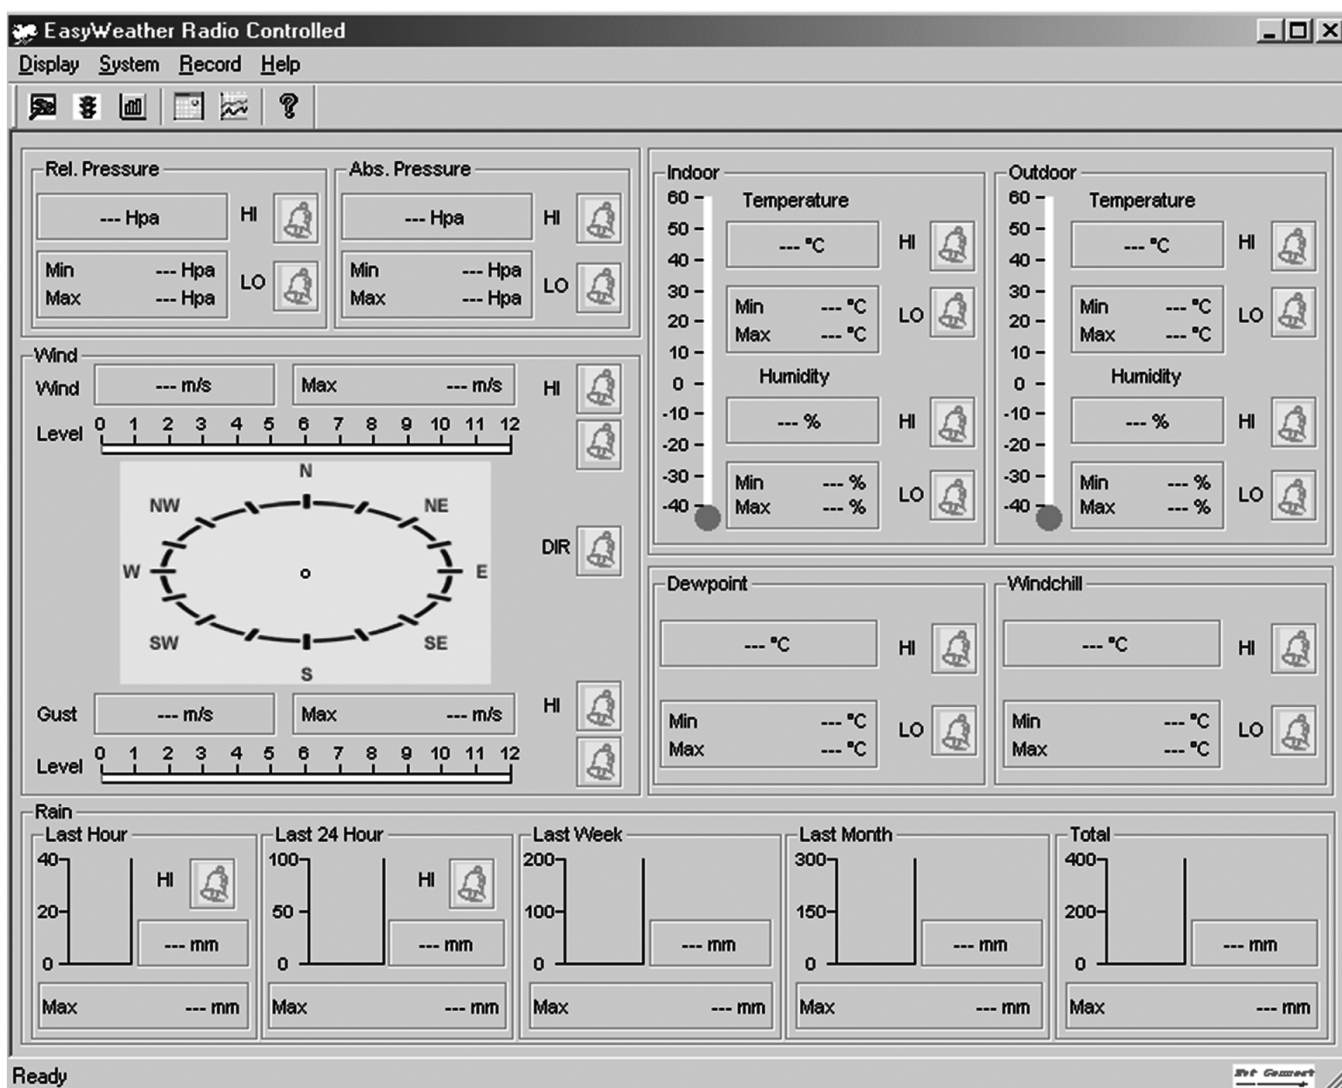 EasyWeather Radio Controlled
Display System Record Help
Rel. Pressure
--- Hpa
HI
Min --- Hpa
Max --- Hpa
LO
Abs. Pressure
--- Hpa
HI
Min --- Hpa
Max --- Hpa
LO
Wind
Wind --- m/s Max --- m/s HI
Level 0 1 2 3 4 5 6 7 8 9 10 11 12
N
NW NE
W E
SW SE
S
DIR
Gust --- m/s Max --- m/s HI
Level 0 1 2 3 4 5 6 7 8 9 10 11 12
Indoor
60
50
40
30
20
10
0
-10
-20
-30
-40
Temperature
--- °C
HI
Min --- °C
Max --- °C
LO
Humidity
--- %
HI
Min --- %
Max --- %
LO
Outdoor
60
50
40
30
20
10
0
-10
-20
-30
-40
Temperature
--- °C
HI
Min --- °C
Max --- °C
LO
Humidity
--- %
HI
Min --- %
Max --- %
LO
Dewpoint
--- °C
HI
Min --- °C
Max --- °C
LO
Windchill
--- °C
HI
Min --- °C
Max --- °C
LO
Rain
Last Hour
40
20
0
HI
--- mm
Max --- mm
Last 24 Hour
100
50
0
HI
--- mm
Max --- mm
Last Week
200
100
0
--- mm
Max --- mm
Last Month
300
150
0
--- mm
Max --- mm
Total
400
200
0
--- mm
Max --- mm
Ready